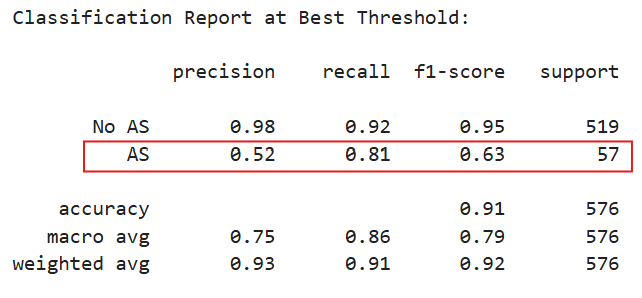 Classification Report at Best Threshold:
precision recall f1-score support
No AS 0.98 0.92 0.95 519
AS 0.52 0.81 0.63 57
accuracy 0.91 576
macro avg 0.75 0.86 0.79 576
weighted avg 0.93 0.91 0.92 576